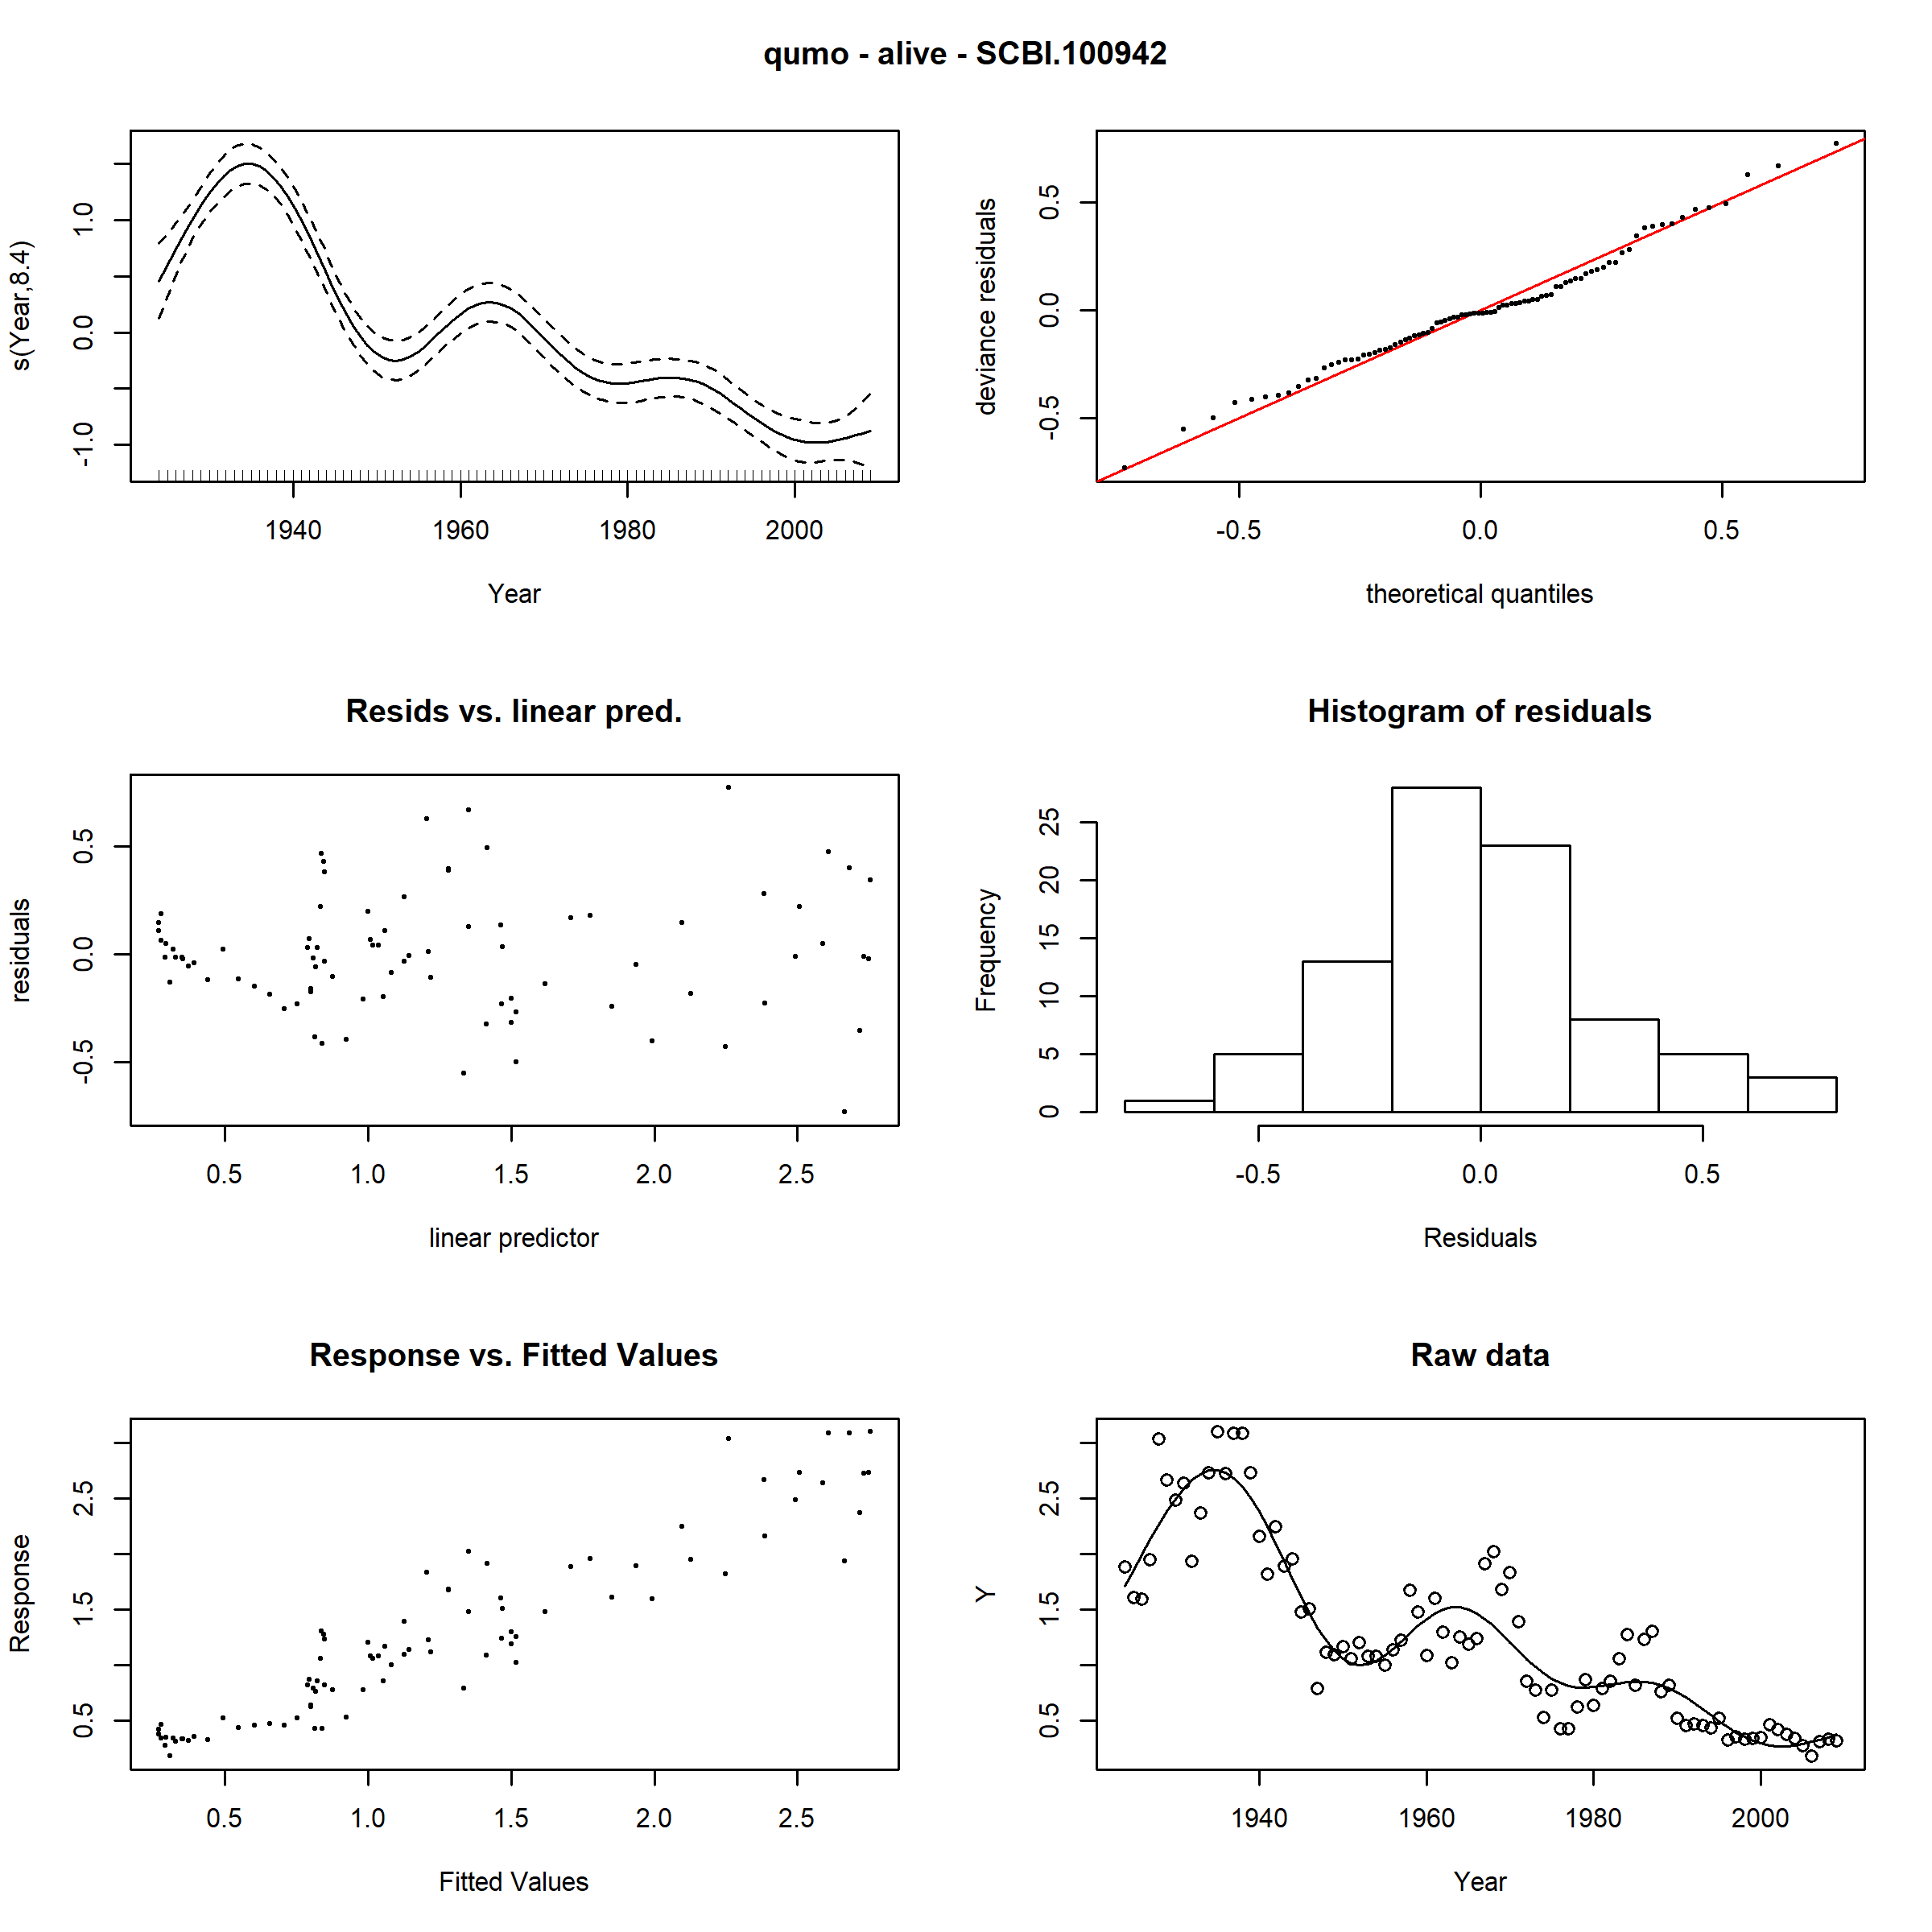 qumo - alive - SCBI.100942
s(Year,8.4)
-1.0 0.0 1.0
1940 1960 1980 2000
Year
deviance residuals
-0.5 0.0 0.5
-0.5 0.0 0.5
theoretical quantiles
Resids vs. linear pred.
residuals
-0.5 0.0 0.5
0.5 1.0 1.5 2.0 2.5
linear predictor
Histogram of residuals
Frequency
0 5 10 15 20 25
-0.5 0.0 0.5
Residuals
Response vs. Fitted Values
Response
0.5 1.5 2.5
0.5 1.0 1.5 2.0 2.5
Fitted Values
Raw data
Y
0.5 1.5 2.5
1940 1960 1980 2000
Year